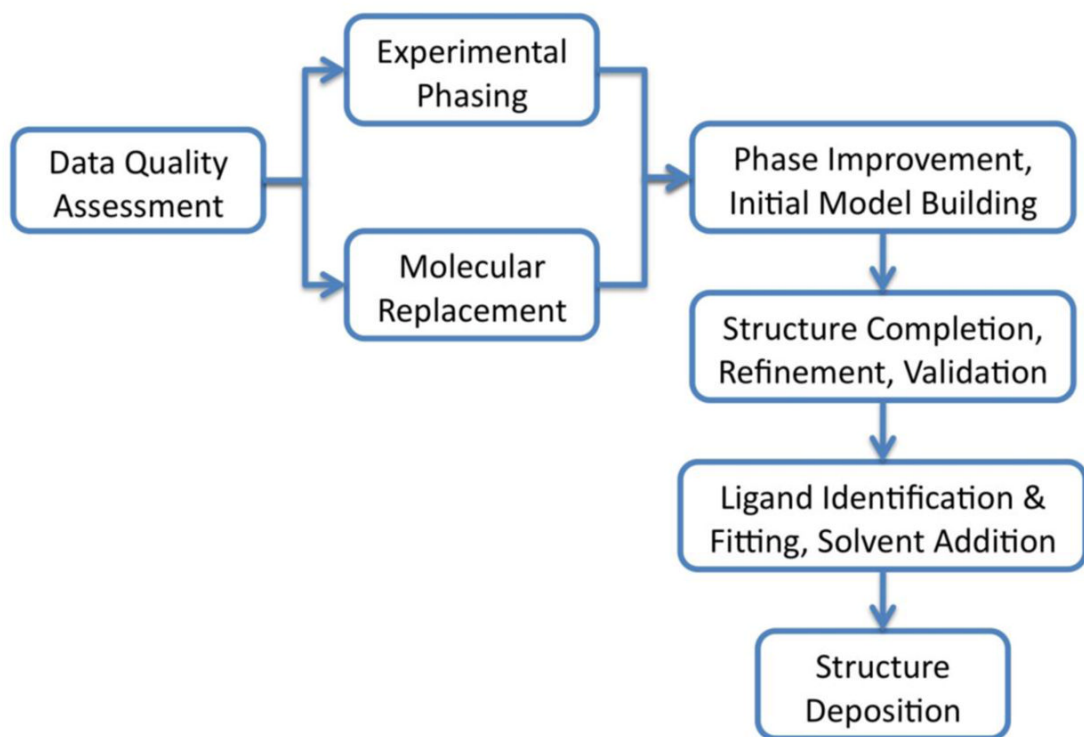 Data Quality
Assessment
Experimental
Phasing
Molecular
Replacement
Phase Improvement,
Initial Model Building
Structure Completion,
Refinement, Validation
Ligand Identification &
Fitting, Solvent Addition
Structure
Deposition